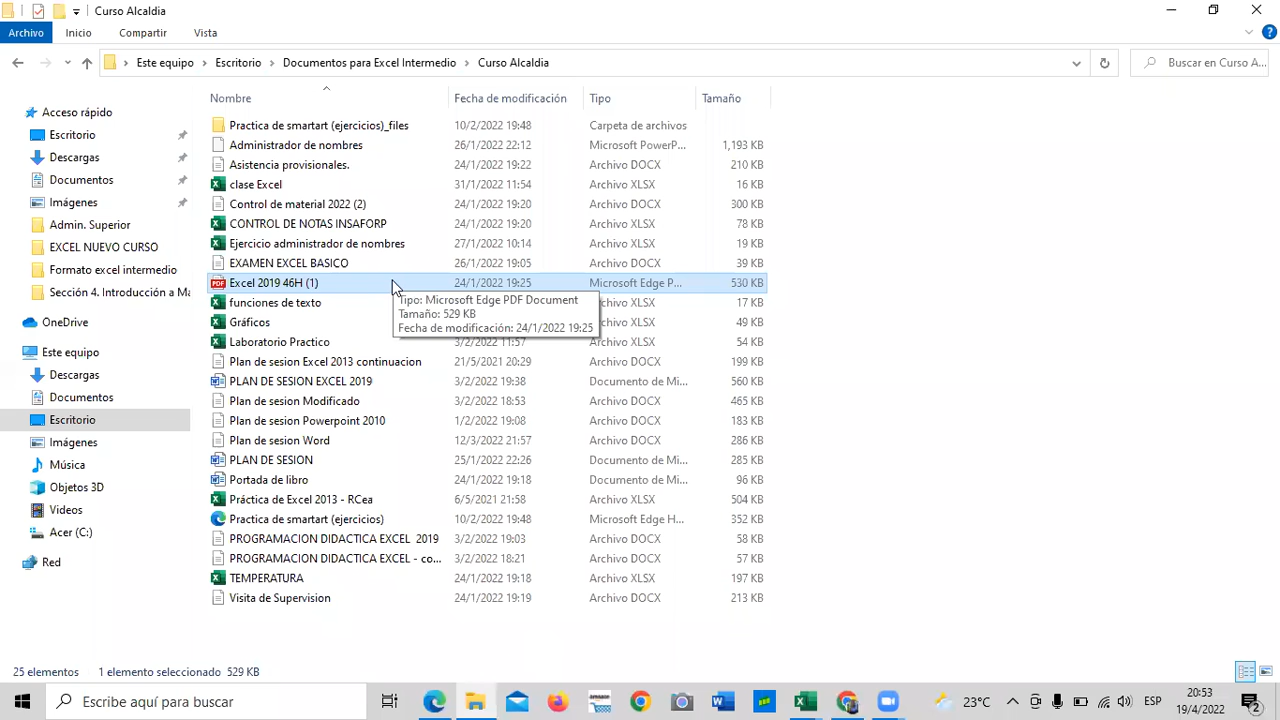 Curso Alcaldia
Archivo Inicio Compartir Vista
Este equipo Escritorio Documentos para Excel Intermedio Curso Alcaldia
Buscar en Curso A...
Nombre Fecha de modificación Tipo Tamaño
Acceso rápido
Escritorio
Descargas
Documentos
Imágenes
Admin. Superior
EXCEL NUEVO CURSO
Formato excel intermedio
Sección 4. Introducción a Ma
OneDrive
Este equipo
Descargas
Documentos
Escritorio
Imágenes
Música
Objetos 3D
Videos
Acer (C:)
Red
Practica de smartart (ejercicios)_files 10/2/2022 19:48 Carpeta de archivos
Administrador de nombres 26/1/2022 22:12 Microsoft PowerP... 1,193 KB
Asistencia provisionales. 24/1/2022 19:22 Archivo DOCX 210 KB
clase Excel 31/1/2022 11:54 Archivo XLSX 16 KB
Control de material 2022 (2) 24/1/2022 19:20 Archivo DOCX 300 KB
CONTROL DE NOTAS INSAFORP 24/1/2022 19:20 Archivo XLSX 78 KB
Ejercicio administrador de nombres 27/1/2022 10:14 Archivo XLSX 19 KB
EXAMEN EXCEL BASICO 26/1/2022 19:05 Archivo DOCX 39 KB
PDF Excel 2019 46H (1) 24/1/2022 19:25 Microsoft Edge P... 530 KB
funciones de texto Archivo XLSX 17 KB
Gráficos Archivo XLSX 49 KB
Laboratorio Practico 3/2/2022 11:57 Archivo XLSX 54 KB
Tipo: Microsoft Edge PDF Document
Tamaño: 529 KB
Fecha de modificación: 24/1/2022 19:25
Plan de sesion Excel 2013 continuacion 21/5/2021 20:29 Archivo DOCX 199 KB
PLAN DE SESION EXCEL 2019 3/2/2022 19:38 Documento de Mi... 560 KB
Plan de sesion Modificado 3/2/2022 18:53 Archivo DOCX 465 KB
Plan de sesion Powerpoint 2010 1/2/2022 19:08 Archivo DOCX 183 KB
Plan de sesion Word 12/3/2022 21:57 Archivo DOCX 286 KB
PLAN DE SESION 25/1/2022 22:26 Documento de Mi... 285 KB
Portada de libro 24/1/2022 19:18 Documento de Mi... 96 KB
Práctica de Excel 2013 - RCea 6/5/2021 21:58 Archivo XLSX 504 KB
Practica de smartart (ejercicios) 10/2/2022 19:48 Microsoft Edge H... 352 KB
PROGRAMACION DIDACTICA EXCEL 2019 3/2/2022 19:03 Archivo DOCX 58 KB
PROGRAMACION DIDACTICA EXCEL - co... 3/2/2022 18:21 Archivo DOCX 57 KB
TEMPERATURA 24/1/2022 19:18 Archivo XLSX 197 KB
Visita de Supervision 24/1/2022 19:19 Archivo DOCX 213 KB
25 elementos 1 elemento seleccionado 529 KB
Escribe aquí para buscar
23°C
ESP
20:53
19/4/2022
2